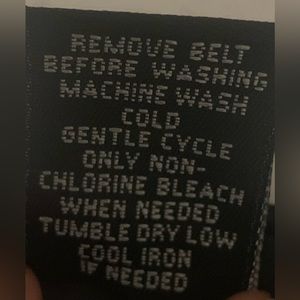 REMOVE BELT
BEFORE WASHING
MACHINE WASH
COLD
GENTLE CYCLE
ONLY NON-
CHLORINE BLEACH
WHEN NEEDED
TUMBLE DRY LOW
COOL IRON
IF NEEDED